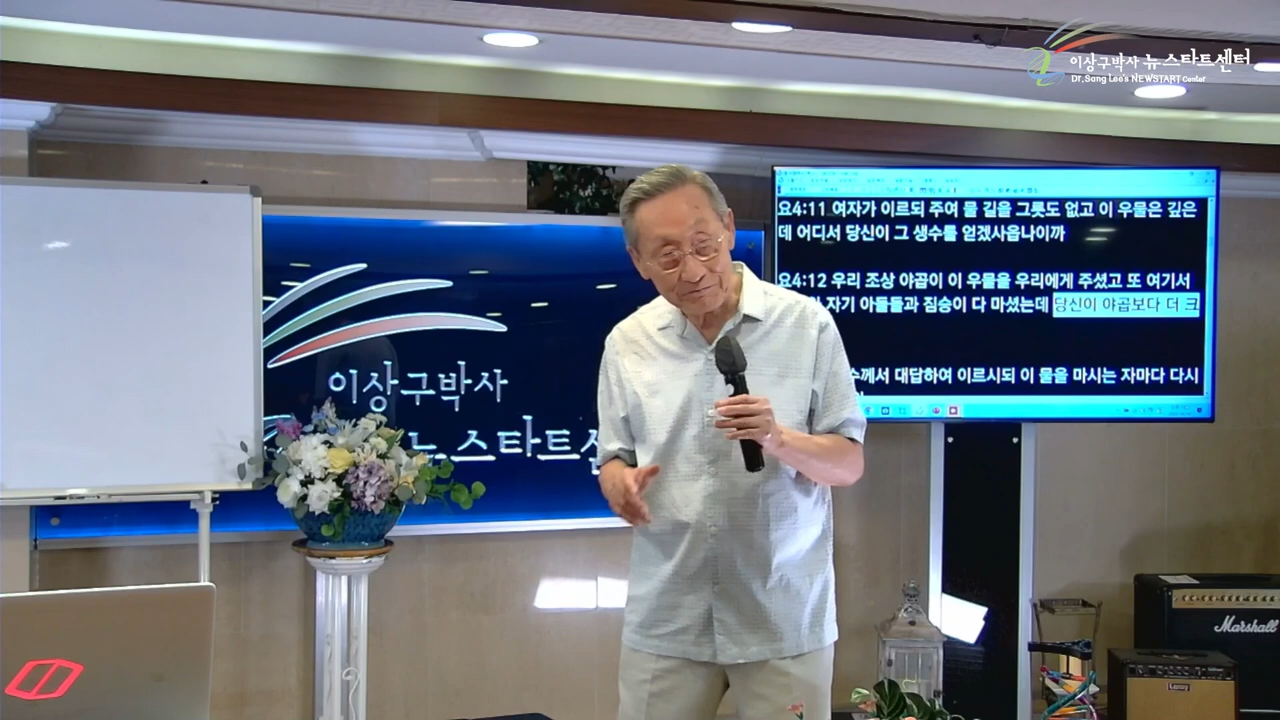 이상구박사 뉴스타트센터
Dr. Sang Lee's NEWSTART Center
요4:11 여자가 이르되 주여 물 길을 그릇도 없고 이 우물은 깊은
데 어디서 당신이 그 생수를 얻겠사옵나이까
요4:12 우리 조상 야곱이 이 우물을 우리에게 주셨고 또 여기서
자기 아들들과 짐승이 다 마셨는데 당신이 야곱보다 더 크
께서 대답하여 이르시되 이 물을 마시는 자마다 다시
이상구박사
뉴스타트센
Marshall
Laney